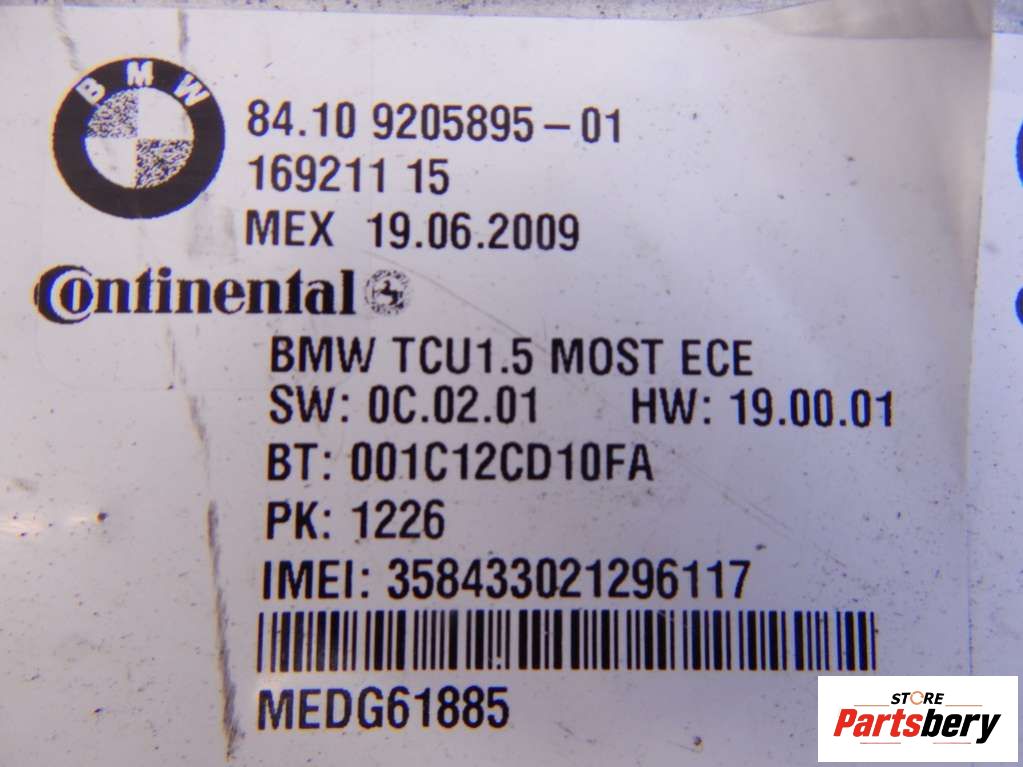 BMW
84.10 9205895-01
169211 15
MEX 19.06.2009
Continental
BMW TCU1.5 MOST ECE
SW: 0C.02.01 HW: 19.00.01
BT: 001C12CD10FA
PK: 1226
IMEI: 358433021296117
MEDG61885
STORE
Partsbery